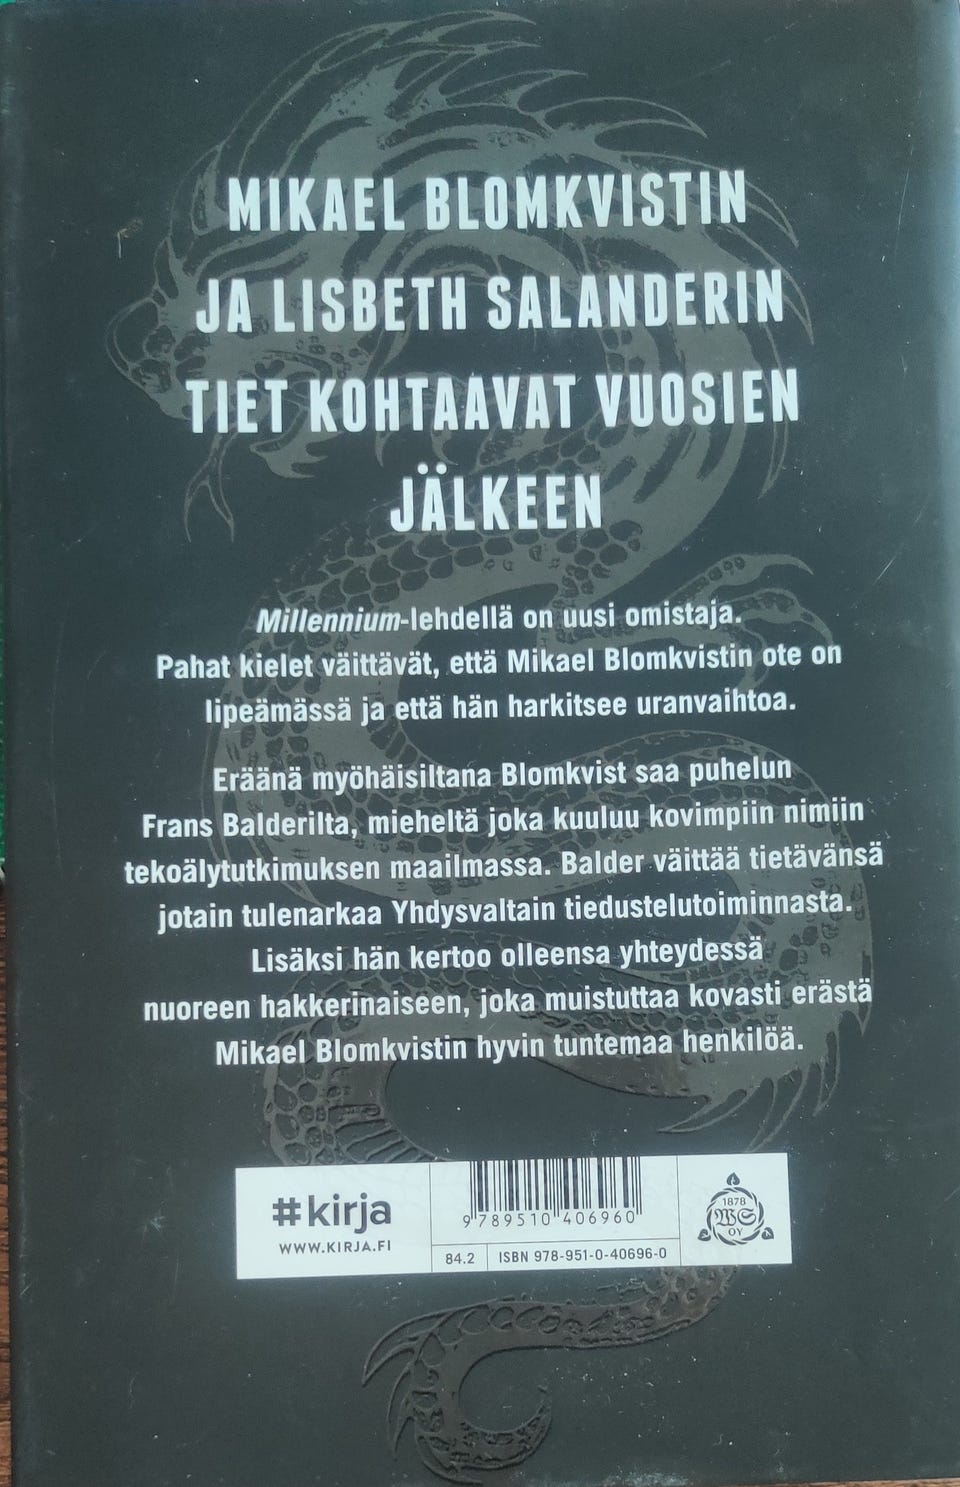 MIKAEL BLOMKVISTIN
JA LISBETH SALANDERIN
TIET KOHTAAVAT VUOSIEN
JÄLKEEN
Millennium-lehdellä on uusi omistaja.
Pahat kielet väittävät, että Mikael Blomkvistin ote on
lipeämässä ja että hän harkitsee uranvaihtoa.
Eräänä myöhäisiltana Blomkvist saa puhelun
Frans Balderilta, mieheltä joka kuuluu kovimpiin nimiin
tekoälytutkimuksen maailmassa. Balder väittää tietävänsä
jotain tulenarkaa Yhdysvaltain tiedustelutoiminnasta.
Lisäksi hän kertoo olleensa yhteydessä
nuoreen hakkerinaiseen, joka muistuttaa kovasti erästä
Mikael Blomkvistin hyvin tuntemaa henkilöä.
#kirja
WWW.KIRJA.FI
9 789510 406960
84.2
ISBN 978-951-0-40696-0
1878
WS
OY